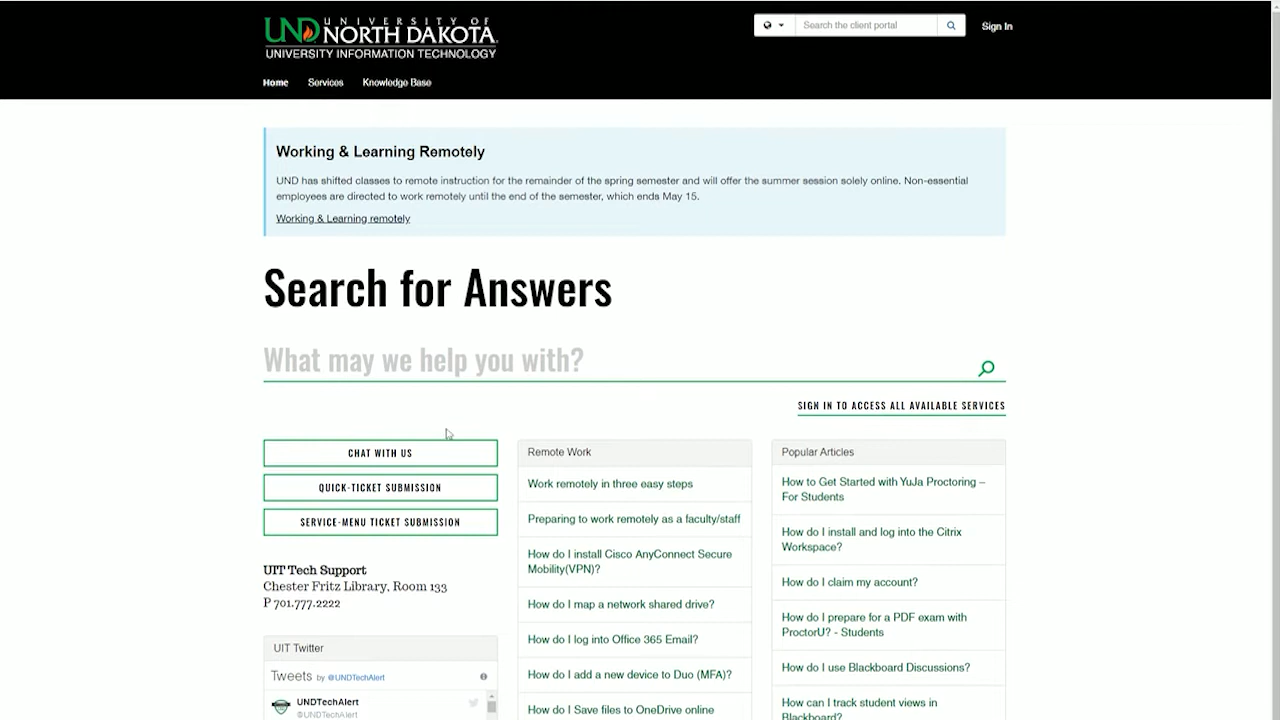 UND UNIVERSITY OF
NORTH DAKOTA
UNIVERSITY INFORMATION TECHNOLOGY
Search the client portal
Sign In
Home Services Knowledge Base
Working & Learning Remotely
UND has shifted classes to remote instruction for the remainder of the spring semester and will offer the summer session solely online. Non-essential
employees are directed to work remotely until the end of the semester, which ends May 15.
Working & Learning remotely
Search for Answers
What may we help you with?
SIGN IN TO ACCESS ALL AVAILABLE SERVICES
CHAT WITH US
QUICK-TICKET SUBMISSION
SERVICE-MENU TICKET SUBMISSION
UIT Tech Support
Chester Fritz Library, Room 133
P 701.777.2222
UIT Twitter
Tweets by @UNDTechAlert
UNDTechAlert
@UNDTechAlert
Remote Work
Work remotely in three easy steps
Preparing to work remotely as a faculty/staff
How do I install Cisco AnyConnect Secure
Mobility(VPN)?
How do I map a network shared drive?
How do I log into Office 365 Email?
How do I add a new device to Duo (MFA)?
How do I Save files to OneDrive online
Popular Articles
How to Get Started with YuJa Proctoring –
For Students
How do I install and log into the Citrix
Workspace?
How do I claim my account?
How do I prepare for a PDF exam with
ProctorU? - Students
How do I use Blackboard Discussions?
How can I track student views in
Blackboard?